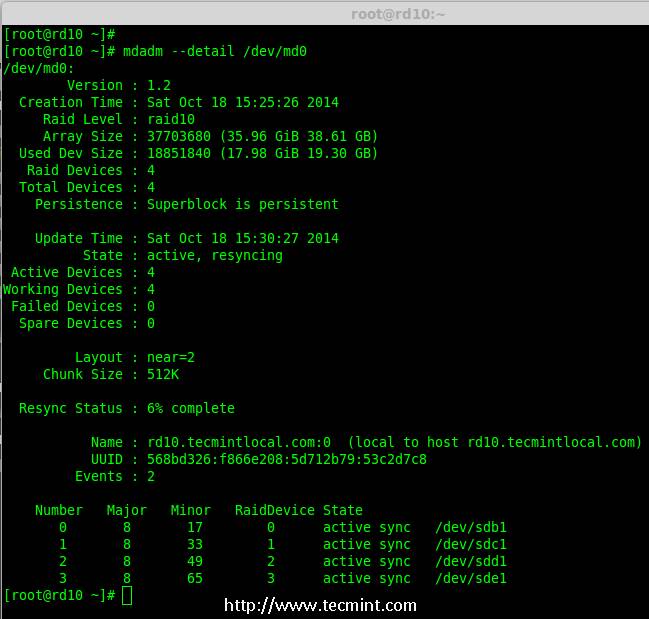 root@rd10:~
[root@rd10 ~]#
[root@rd10 ~]# mdadm --detail /dev/md0
/dev/md0:
Version : 1.2
Creation Time : Sat Oct 18 15:25:26 2014
Raid Level : raid10
Array Size : 37703680 (35.96 GiB 38.61 GB)
Used Dev Size : 18851840 (17.98 GiB 19.30 GB)
Raid Devices : 4
Total Devices : 4
Persistence : Superblock is persistent
Update Time : Sat Oct 18 15:30:27 2014
State : active, resyncing
Active Devices : 4
Working Devices : 4
Failed Devices : 0
Spare Devices : 0
Layout : near=2
Chunk Size : 512K
Resync Status : 6% complete
Name : rd10.tecmintlocal.com:0  (local to host rd10.tecmintlocal.com)
UUID : 568bd326:f866e208:5d712b79:53c2d7c8
Events : 2
Number   Major   Minor   RaidDevice State
0        8       17        0      active sync   /dev/sdb1
1        8       33        1      active sync   /dev/sdc1
2        8       49        2      active sync   /dev/sdd1
3        8       65        3      active sync   /dev/sde1
[root@rd10 ~]#
http://www.tecmint.com